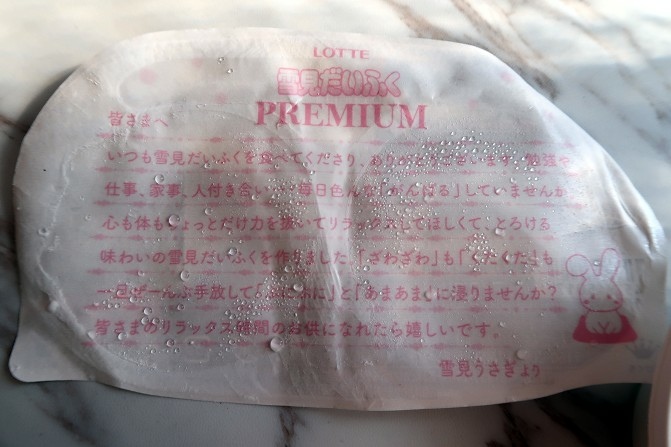 LOTTE
雪見だいふく
PREMIUM
皆さまへ
いつも雪見だいふくを食べてくださり、ありがとうございます。勉強や
仕事、家事、人付き合い…毎日色んな「がんばる」していませんか
心も体もちょっとだけ力を抜いてリラックスしてほしくて、とろける
味わいの雪見だいふくを作りました。「ざわざわ」も「くたくた」も
一旦ぜーんぶ手放して「ふにふに」と「あまあま」に浸りませんか?
皆さまのリラックス時間のお供になれたら嬉しいです。
雪見うさぎより